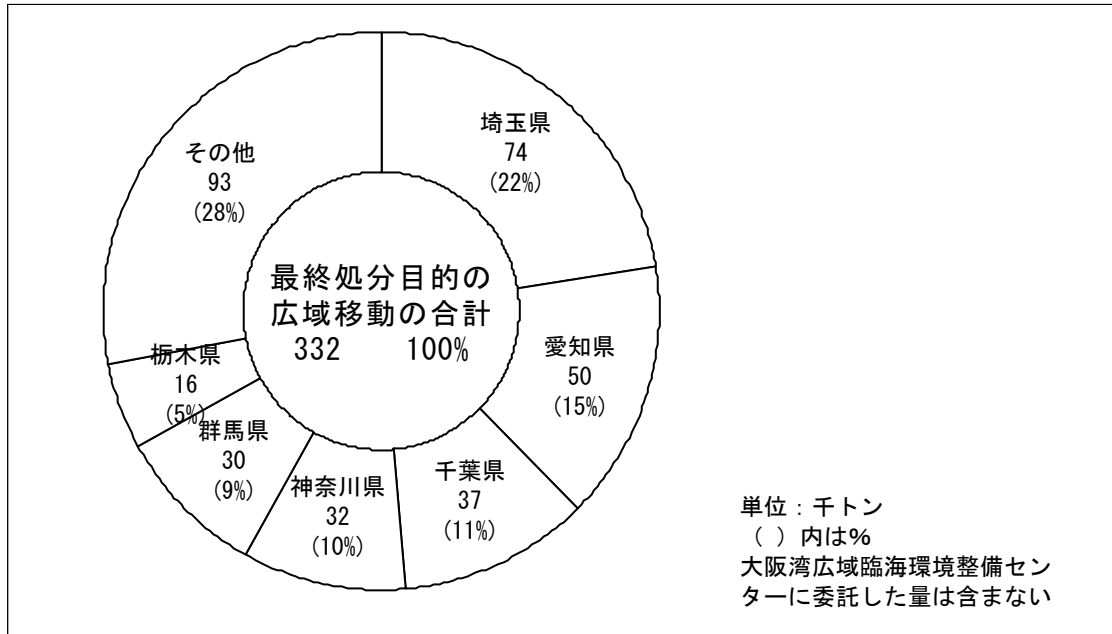 埼玉県
74
(22%)
愛知県
50
(15%)
千葉県
37
(11%)
神奈川県
32
(10%)
群馬県
30
(9%)
栃木県
16
(5%)
その他
93
(28%)
最終処分目的の
広域移動の合計
332 100%
単位：千トン
（ ）内は%
大阪湾広域臨海環境整備セン
ターに委託した量は含まない